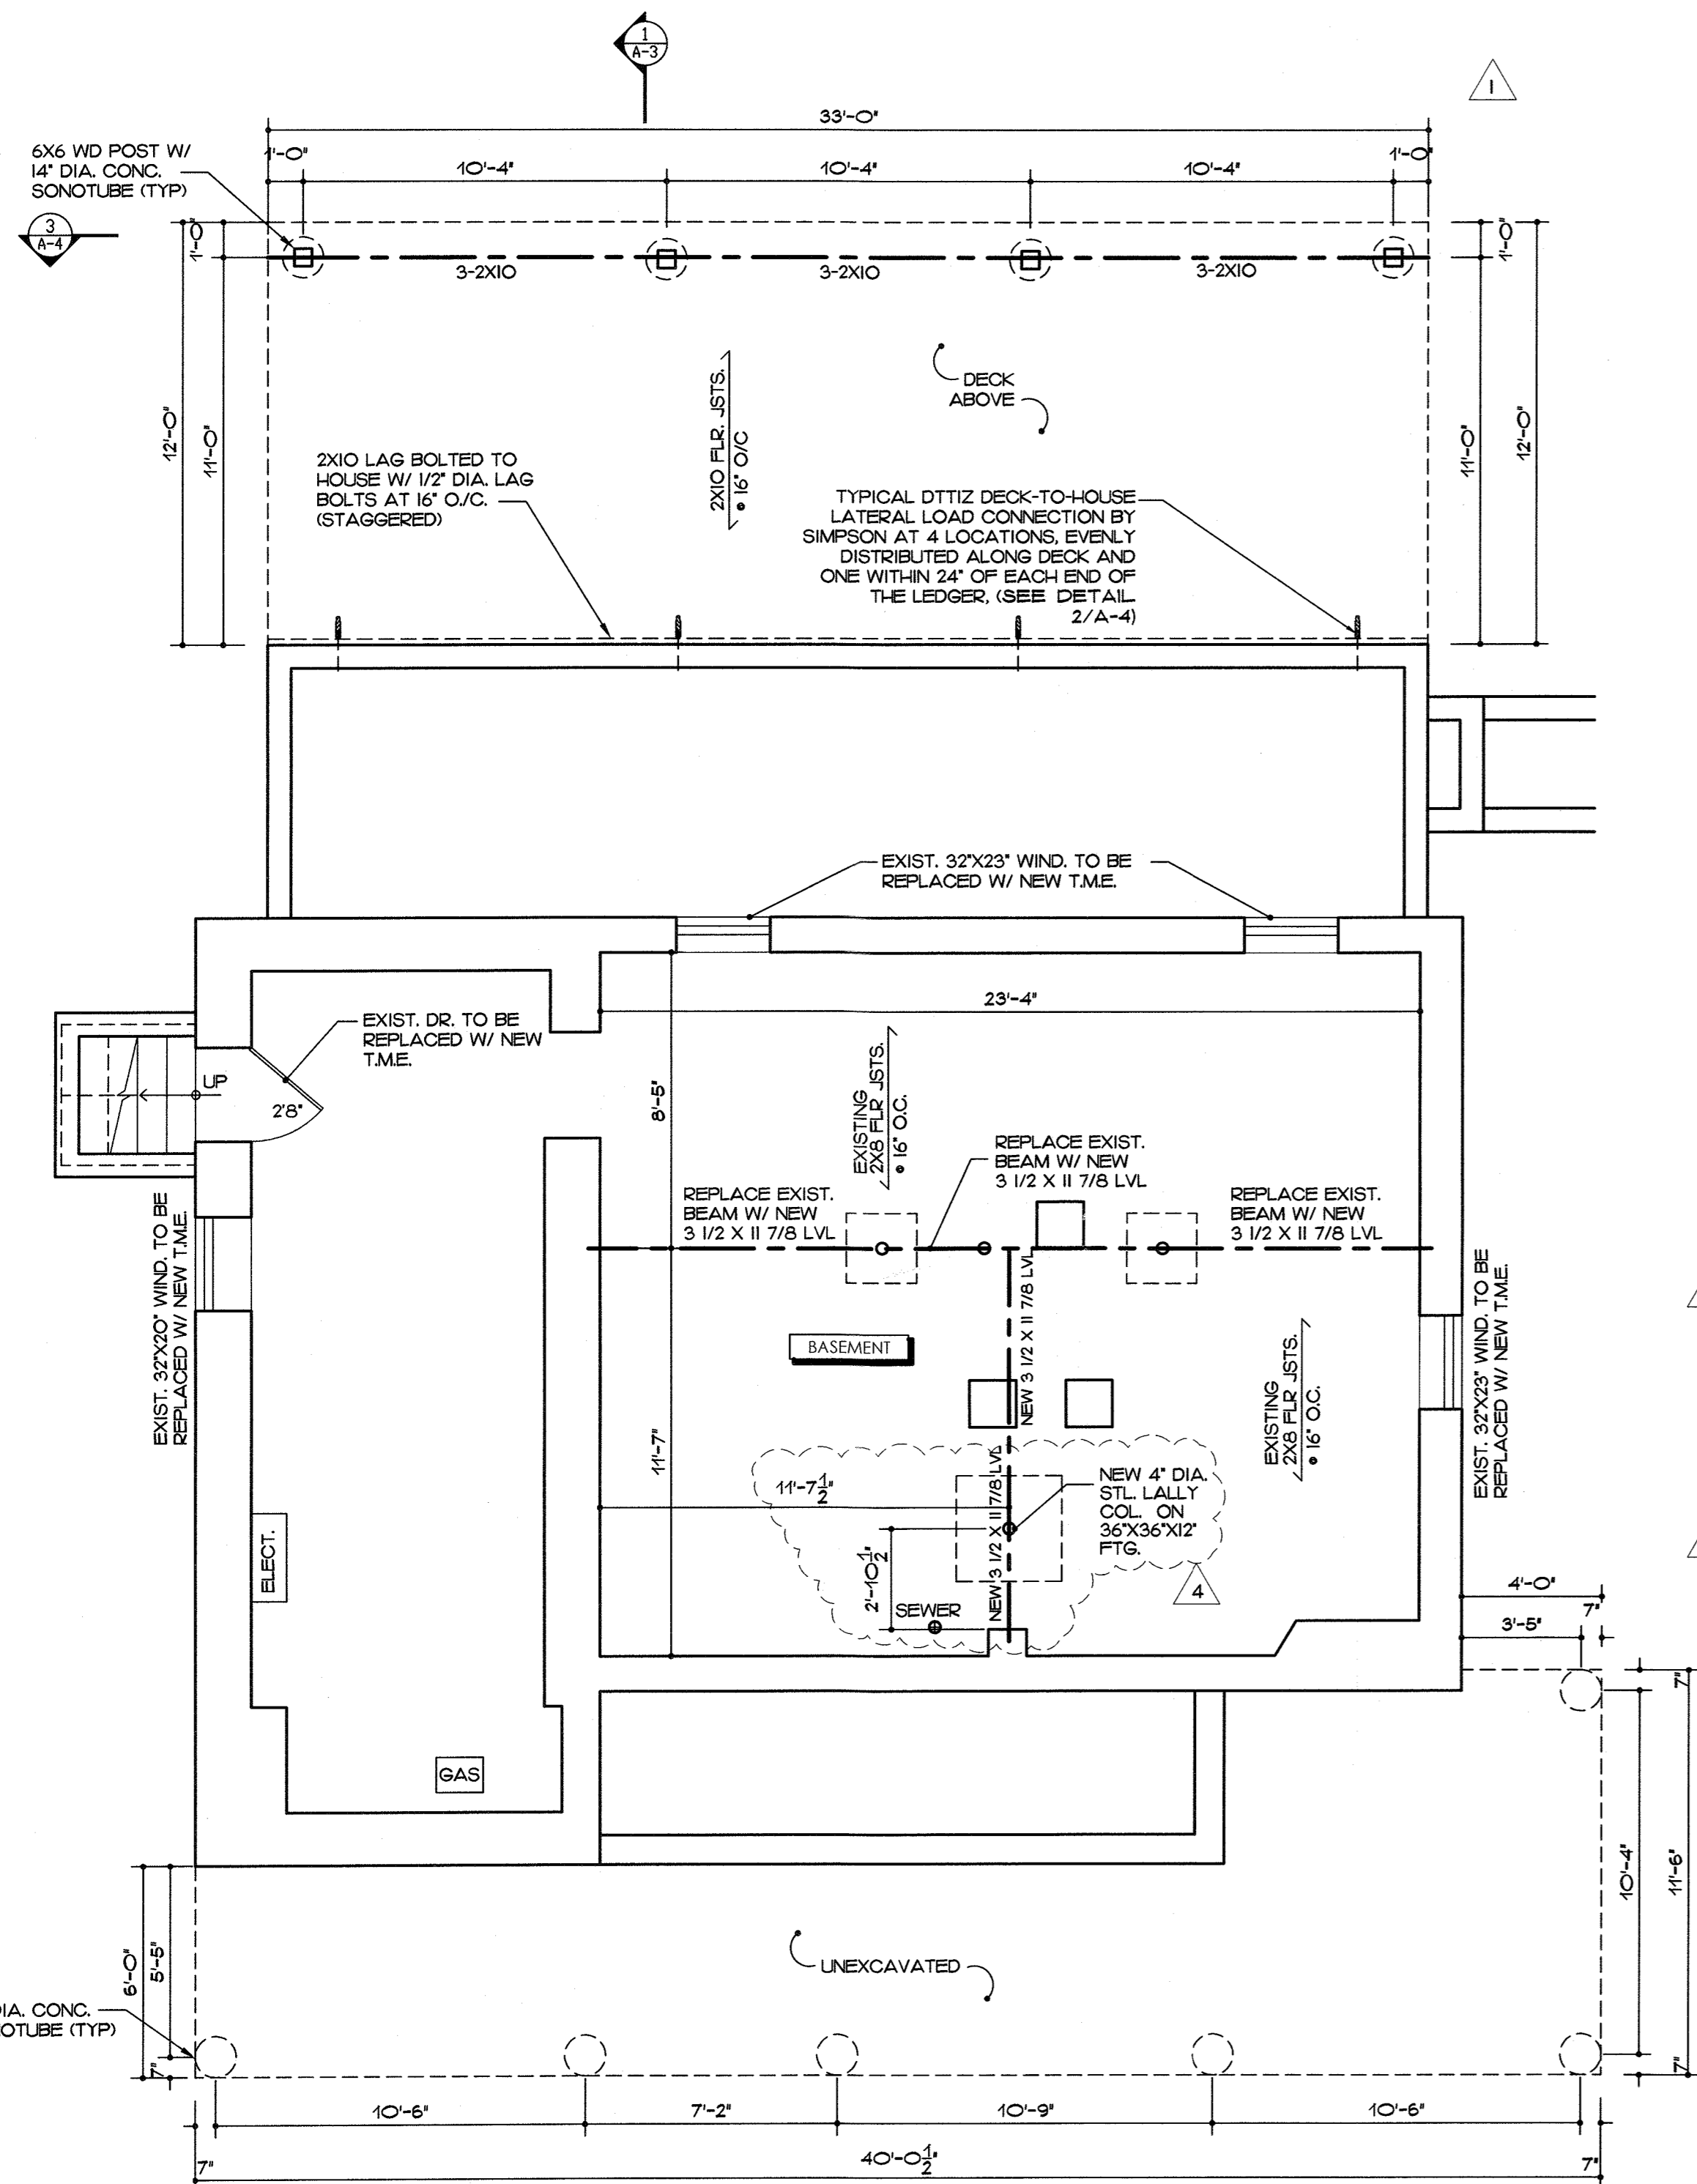 1
A-3
1
33'-0"
6X6 WD POST W/
14" DIA. CONC.
SONOTUBE (TYP)
1'-0"
10'-4"
10'-4"
10'-4"
1'-0"
3
A-4
1'-0"
1'-0"
3-2X10
3-2X10
3-2X10
12'-0"
11'-0"
2X10 FLR. JSTS.
@ 16" O/C
DECK
ABOVE
11'-0"
12'-0"
2X10 LAG BOLTED TO
HOUSE W/ 1/2" DIA. LAG
BOLTS AT 16" O./C.
(STAGGERED)
TYPICAL DTTIZ DECK-TO-HOUSE
LATERAL LOAD CONNECTION BY
SIMPSON AT 4 LOCATIONS, EVENLY
DISTRIBUTED ALONG DECK AND
ONE WITHIN 24" OF EACH END OF
THE LEDGER, (SEE DETAIL
2/A-4)
EXIST. 32"X23" WIND. TO BE
REPLACED W/ NEW T.M.E.
23'-4"
EXIST. DR. TO BE
REPLACED W/ NEW
T.M.E.
UP
2'8"
8'-5"
EXISTING
2X8 FLR JSTS.
@ 16" O.C.
REPLACE EXIST.
BEAM W/ NEW
3 1/2 X 11 7/8 LVL
REPLACE EXIST.
BEAM W/ NEW
3 1/2 X 11 7/8 LVL
REPLACE EXIST.
BEAM W/ NEW
3 1/2 X 11 7/8 LVL
EXIST. 32"X20" WIND. TO BE
REPLACED W/ NEW T.M.E.
NEW 3 1/2 X 11 7/8 LVL
BASEMENT
EXISTING
2X8 FLR JSTS.
@ 16" O.C.
EXIST. 32"X23" WIND. TO BE
REPLACED W/ NEW T.M.E.
11'-7"
11'-7 1/2"
NEW 3 1/2 X 11 7/8 LVL
NEW 4" DIA.
STL. LALLY
COL. ON
36"X36"X12"
FTG.
ELECT.
2'-10 1/2"
SEWER
4
4'-0"
7"
3'-5"
7"
GAS
10'-4"
11'-6"
6'-0"
5'-5"
UNEXCAVATED
DIA. CONC.
OTUBE (TYP)
7"
7"
10'-6"
7'-2"
10'-9"
10'-6"
7"
40'-0 1/2"
7"